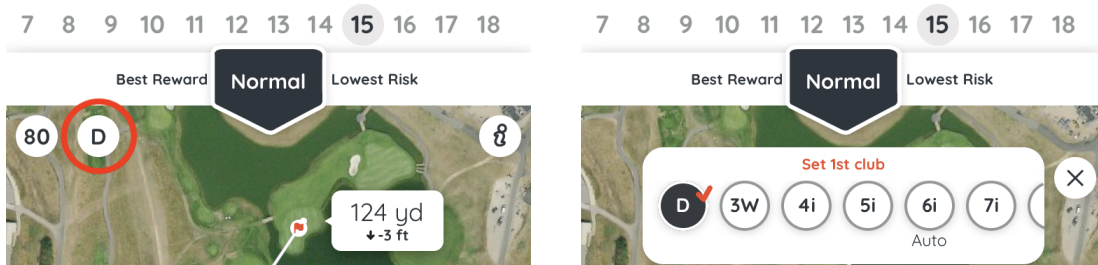 7 8 9 10 11 12 13 14 15 16 17 18
Best Reward Normal Lowest Risk
80 D
124 yd
-3 ft
7 8 9 10 11 12 13 14 15 16 17 18
Best Reward Normal Lowest Risk
Set 1st club
D 3W 4i 5i 6i 7i
Auto